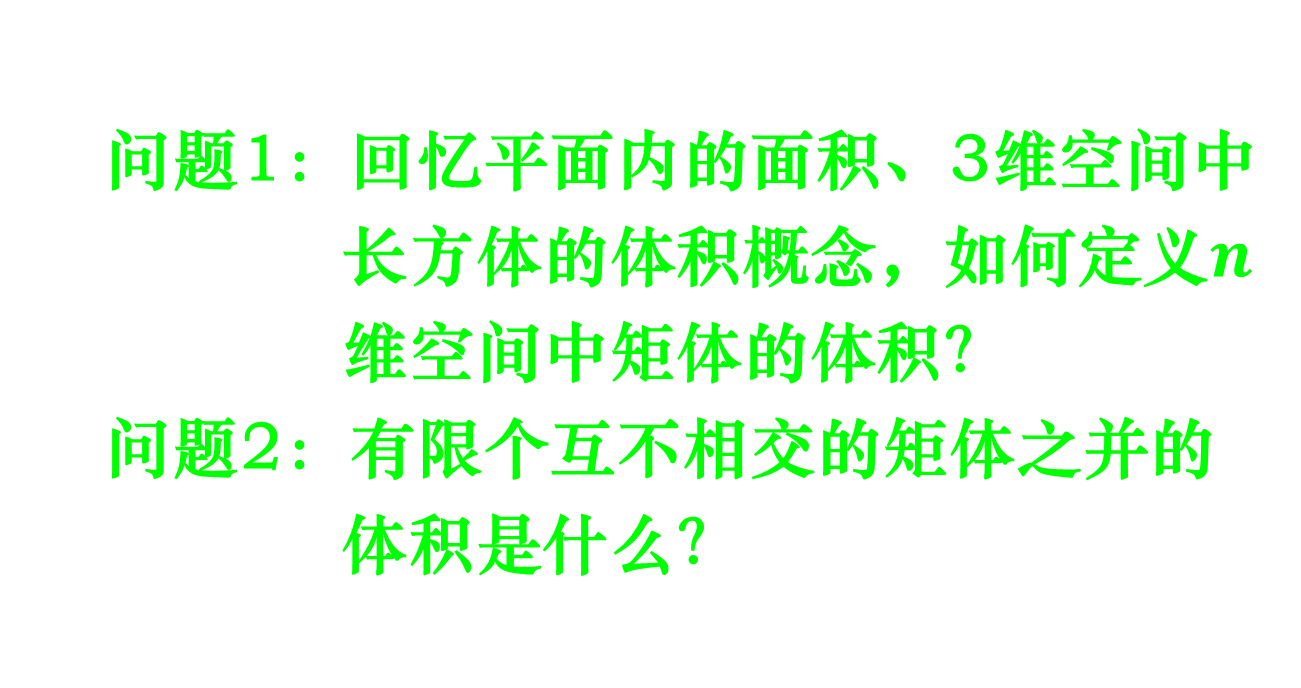 问题1：回忆平面内的面积、3维空间中
长方体的体积概念，如何定义n
维空间中矩体的体积？
问题2：有限个互不相交的矩体之并的
体积是什么？